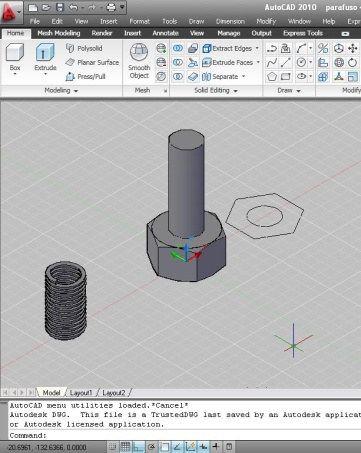 AutoCAD 2010 parafuso
File Edit View Insert Format Tools Draw Dimension Modify Window
Home Mesh Modeling Render Insert Annotate View Manage Output Express Tools
Polysolid Extract Edges
Box Extrude Planar Surface Smooth Object Extrude Faces
Press/Pull Separate
Modeling Mesh Solid Editing Draw Modify
Model Layout1 Layout2
AutoCAD menu utilities loaded.*Cancel*
Autodesk DWG. This file is a TrustedDWG last saved by an Autodesk applicat
or Autodesk licensed application.
Command:
-20.6961, -132.6366, 0.0000